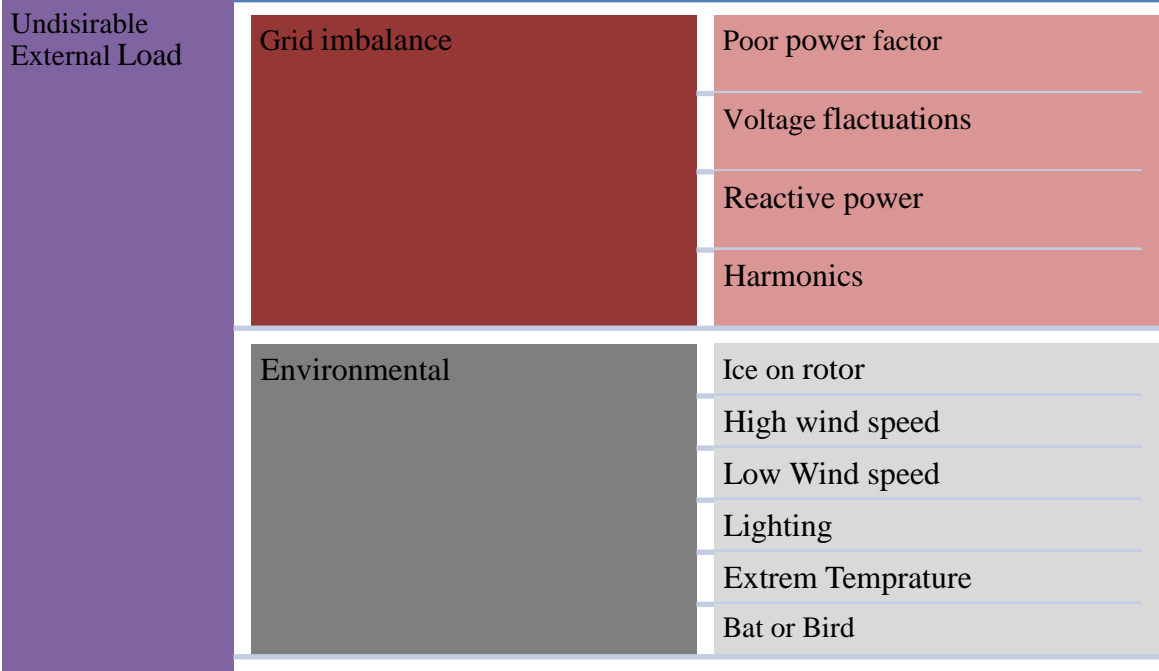 Undisirable
External Load
Grid imbalance
Poor power factor
Voltage flactuations
Reactive power
Harmonics
Environmental
Ice on rotor
High wind speed
Low Wind speed
Lighting
Extrem Temprature
Bat or Bird